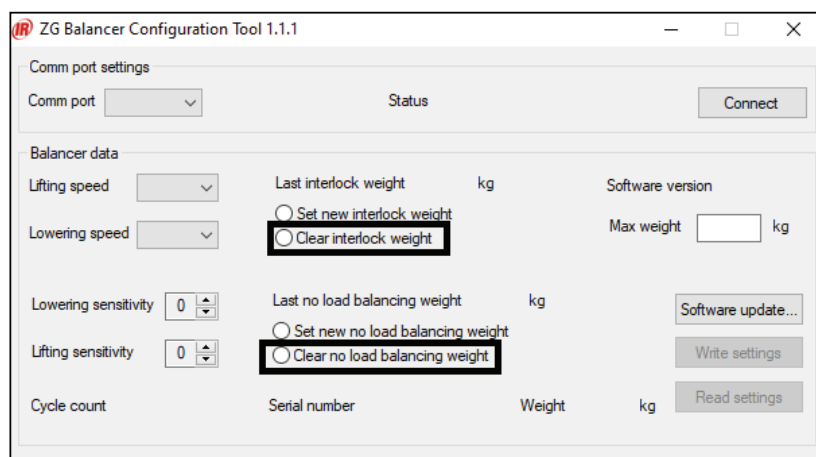 IR ZG Balancer Configuration Tool 1.1.1
Comm port settings
Comm port Status Connect
Balancer data
Lifting speed Last interlock weight kg Software version
Set new interlock weight
Lowering speed Clear interlock weight Max weight kg
Lowering sensitivity 0 Last no load balancing weight kg Software update...
Set new no load balancing weight
Lifting sensitivity 0 Clear no load balancing weight Write settings
Cycle count Serial number Weight kg Read settings